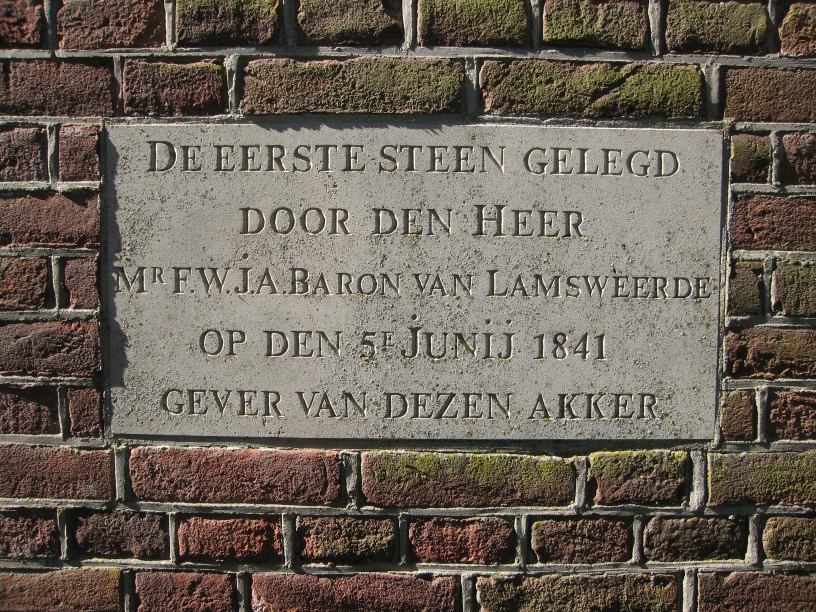 De eerste steen gelegd
door den Heer
Mr F.W.J.A. Baron van Lamsweerde
op den 5e Junij 1841
gever van dezen akker